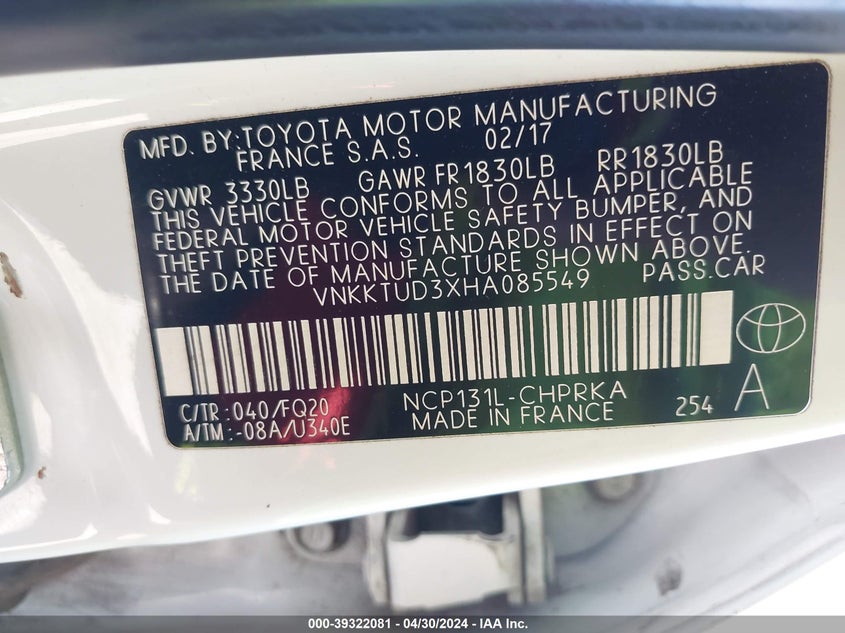 MFD. BY:TOYOTA MOTOR MANUFACTURING
FRANCE S.A.S. 02/17
GVWR 3330LB GAWR FR1830LB RR1830LB
THIS VEHICLE CONFORMS TO ALL APPLICABLE
FEDERAL MOTOR VEHICLE SAFETY BUMPER, AND
THEFT PREVENTION STANDARDS IN EFFECT ON
THE DATE OF MANUFACTURE SHOWN ABOVE.
VNKKTUD3XHA085549 PASS.CAR
C/TR:040/FQ20 NCP131L-CHPRKA
A/TM:-08A/U340E MADE IN FRANCE 254 A
000-39322081 - 04/30/2024 - IAA Inc.